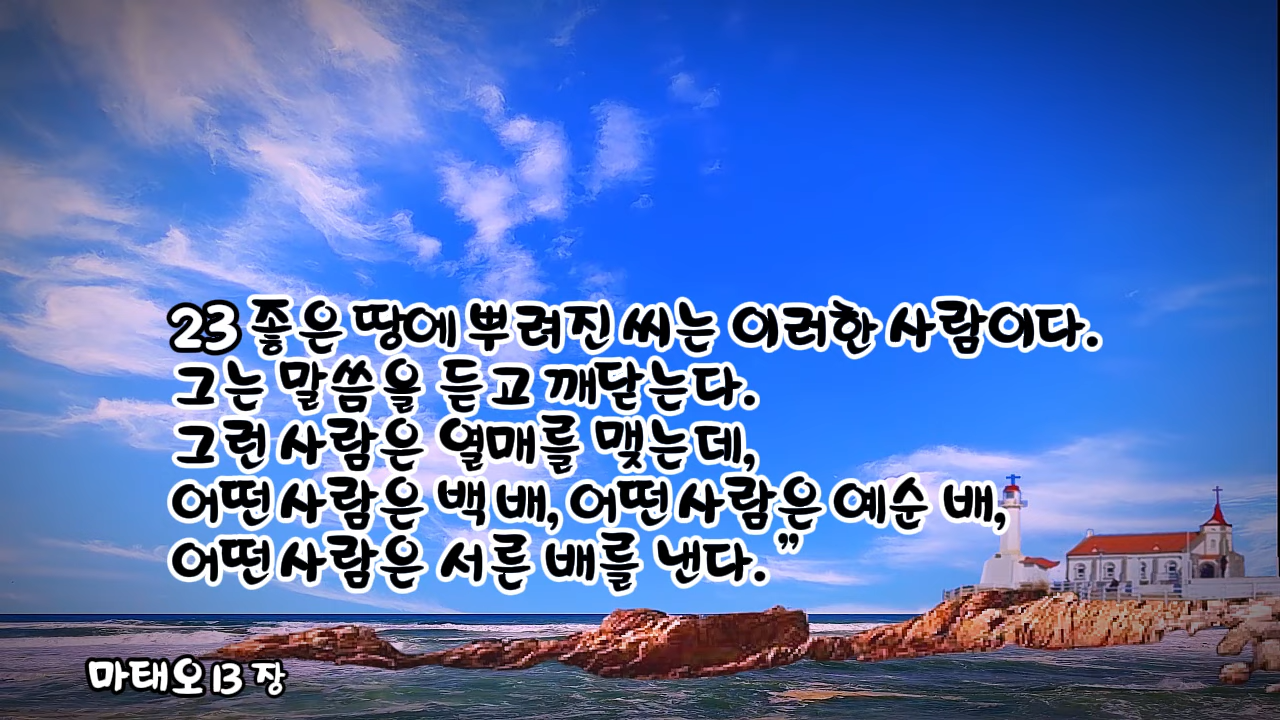 23 좋은 땅에 뿌려진 씨는 이러한 사람이다.
그는 말씀을 듣고 깨닫는다.
그런 사람은 열매를 맺는데,
어떤 사람은 백 배, 어떤 사람은 예순 배,
어떤 사람은 서른 배를 낸다.”
마태오 13 장